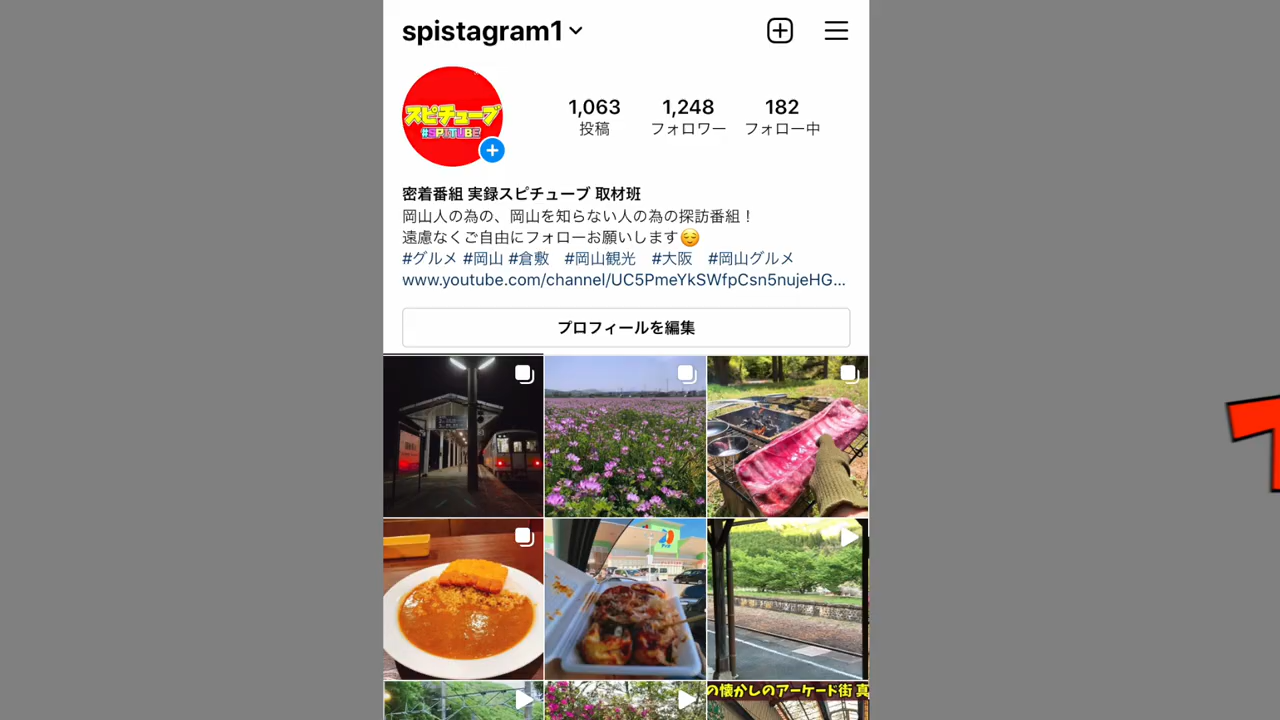 spistagram1
スピチューブ
#SPITUBE
1,063
投稿
1,248
フォロワー
182
フォロー中
密着番組 実録スピチューブ 取材班
岡山人の為の、岡山を知らない人の為の探訪番組！
遠慮なくご自由にフォローお願いします😌
#グルメ #岡山 #倉敷　#岡山観光　#大阪　#岡山グルメ
www.youtube.com/channel/UC5PmeYkSWfpCsn5nujeHG...
プロフィールを編集
の懐かしのアーケード街 真